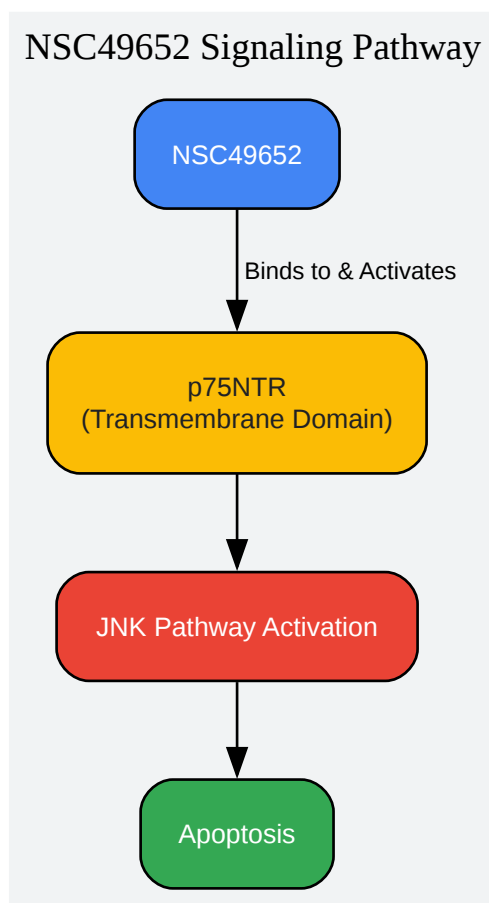 NSC49652 Signaling Pathway
NSC49652
Binds to & Activates
p75NTR
(Transmembrane Domain)
JNK Pathway Activation
Apoptosis